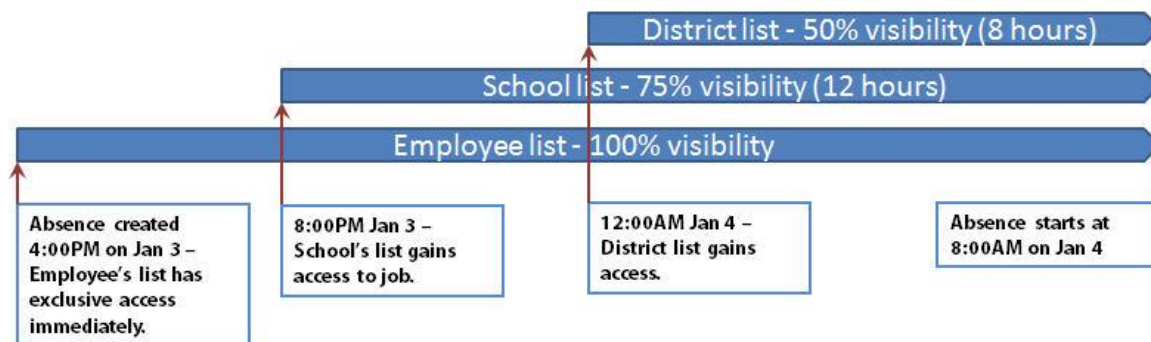 District list - 50% visibility (8 hours)
School list - 75% visibility (12 hours)
Employee list - 100% visibility
Absence created
4:00PM on Jan 3 –
Employee's list has
exclusive access
immediately.
8:00PM Jan 3 –
School's list gains
access to job.
12:00AM Jan 4 –
District list gains
access.
Absence starts at
8:00AM on Jan 4